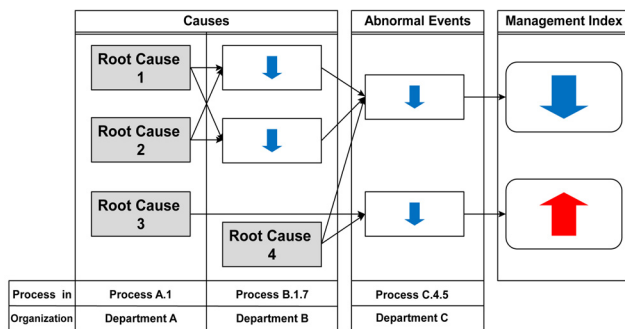 Causes
Abnormal Events
Management Index
Root Cause
1
Root Cause
2
Root Cause
3
Root Cause
4
Process in
Process A.1
Process B.1.7
Process C.4.5
Organization
Department A
Department B
Department C